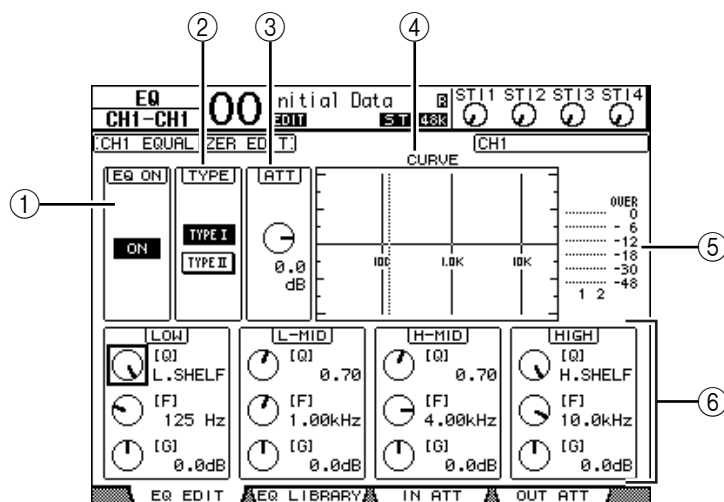 ② ③ ④
EQ
CH1-CH1
00
nitial Data
EDIT
ST 48K
STI1 STI2 STI3 STI4
CH1 EQUALIZER EDIT
CH1
①
EQ ON
ON
TYPE
TYPE I
TYPE II
ATT
0.0
dB
CURVE
100 1.0K 10K
OVER
0
- 6
-12
-18
-30
-48
1 2
⑤
LOW
[Q]
L.SHELF
[F]
125 Hz
[G]
0.0dB
L-MID
[Q]
0.70
[F]
1.00kHz
[G]
0.0dB
H-MID
[Q]
0.70
[F]
4.00kHz
[G]
0.0dB
HIGH
[Q]
H.SHELF
[F]
10.0kHz
[G]
0.0dB
⑥
EQ EDIT EQ LIBRARY IN ATT OUT ATT